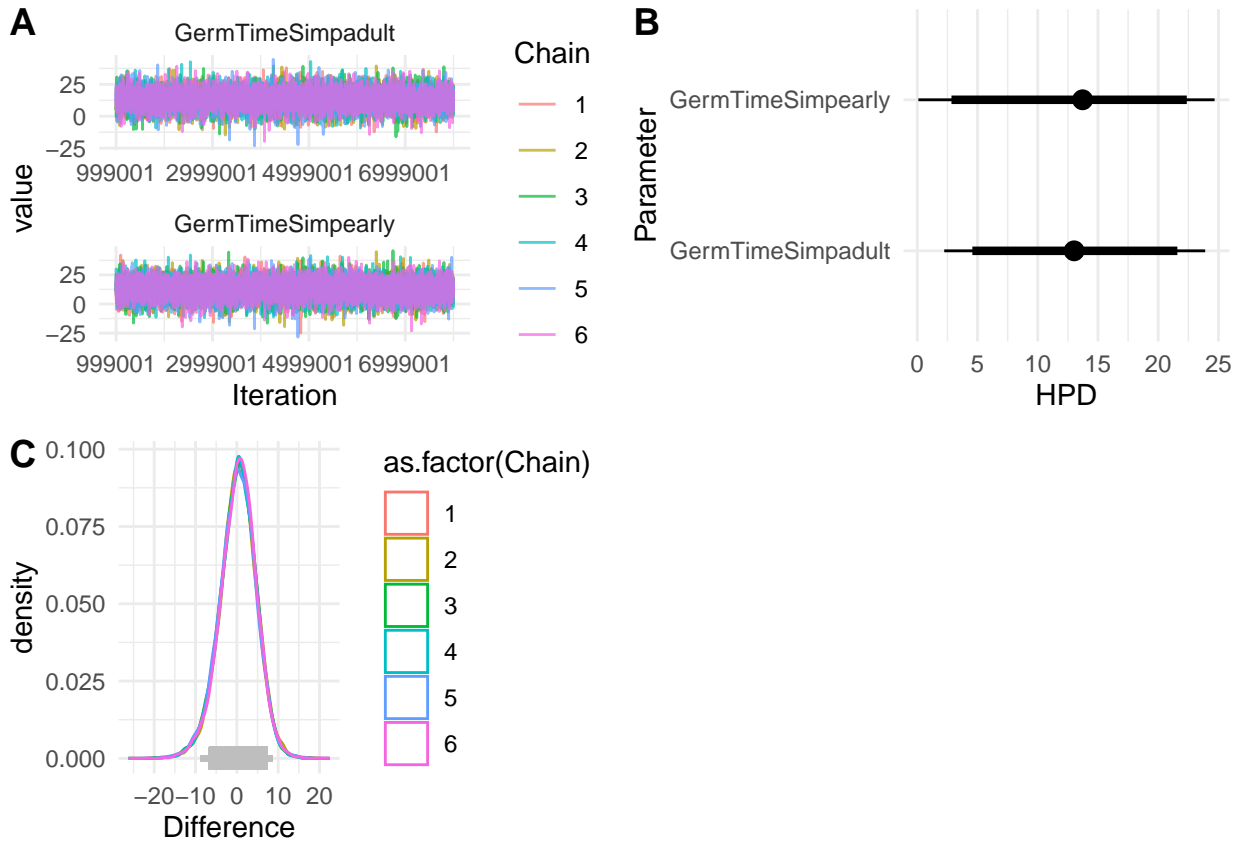 A
GermTimeSimpadult
25
0
−25
999001 2999001 4999001 6999001
GermTimeSimpearly
25
0
−25
999001 2999001 4999001 6999001
value
Iteration
Chain
1
2
3
4
5
6
B
GermTimeSimpearly
GermTimeSimpadult
Parameter
0 5 10 15 20 25
HPD
C
0.100
0.075
0.050
0.025
0.000
density
−20 −10 0 10 20
Difference
as.factor(Chain)
1
2
3
4
5
6